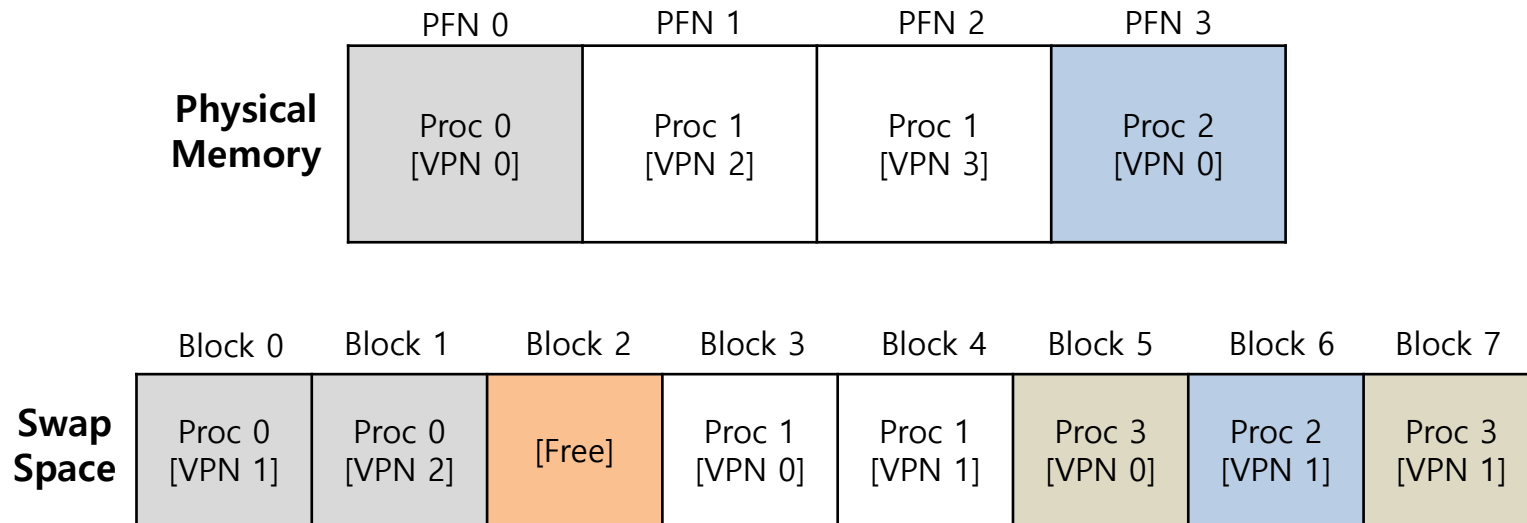 PFN 0 PFN 1 PFN 2 PFN 3
Physical
Memory
Proc 0
[VPN 0]
Proc 1
[VPN 2]
Proc 1
[VPN 3]
Proc 2
[VPN 0]
Block 0 Block 1 Block 2 Block 3 Block 4 Block 5 Block 6 Block 7
Swap
Space
Proc 0
[VPN 1]
Proc 0
[VPN 2]
[Free]
Proc 1
[VPN 0]
Proc 1
[VPN 1]
Proc 3
[VPN 0]
Proc 2
[VPN 1]
Proc 3
[VPN 1]